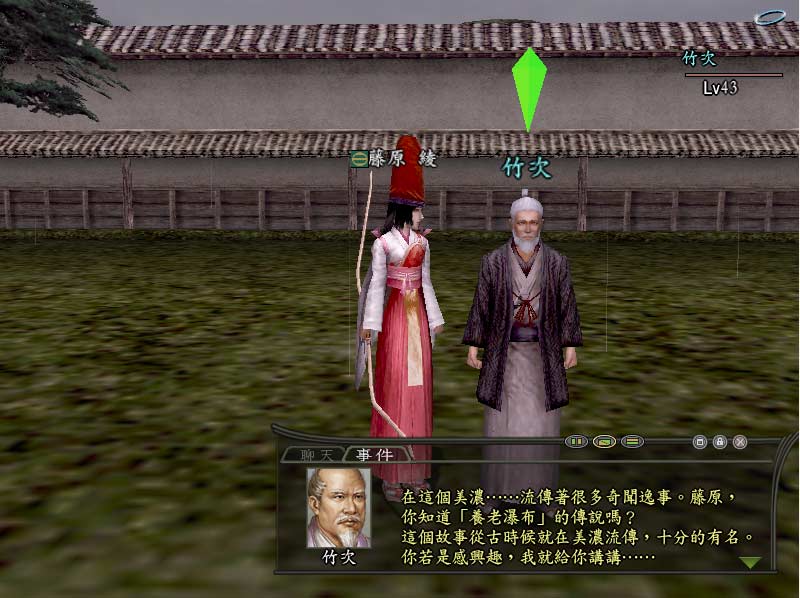 竹次
Lv43
藤原 綾
竹次
聊天 事件
在這個美濃……流傳著很多奇聞逸事。藤原，
你知道「養老瀑布」的傳說嗎？
這個故事從古時候就在美濃流傳，十分的有名。
你若是感興趣，我就給你講講……
竹次